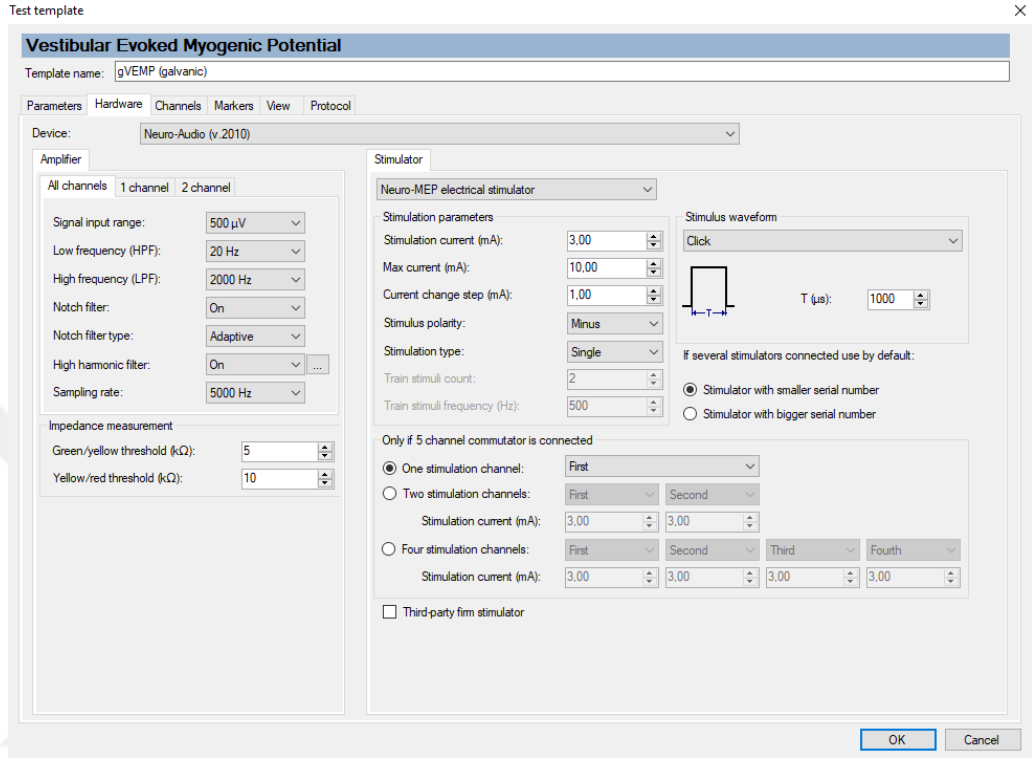 Test template
Vestibular Evoked Myogenic Potential
Template name: gVEMP (galvanic)
Parameters Hardware Channels Markers View Protocol
Device: Neuro-Audio (v.2010)
Amplifier
All channels 1 channel 2 channel
Signal input range: 500 µV
Low frequency (HPF): 20 Hz
High frequency (LPF): 2000 Hz
Notch filter: On
Notch filter type: Adaptive
High harmonic filter: On ...
Sampling rate: 5000 Hz
Impedance measurement
Green/yellow threshold (kΩ): 5
Yellow/red threshold (kΩ): 10
Stimulator
Neuro-MEP electrical stimulator
Stimulation parameters
Stimulation current (mA): 3,00
Max current (mA): 10,00
Current change step (mA): 1,00
Stimulus polarity: Minus
Stimulation type: Single
Train stimuli count: 2
Train stimuli frequency (Hz): 500
Stimulus waveform
Click
T
T (µs): 1000
If several stimulators connected use by default:
Stimulator with smaller serial number
Stimulator with bigger serial number
Only if 5 channel commutator is connected
One stimulation channel: First
Two stimulation channels: First Second
Stimulation current (mA): 3,00 3,00
Four stimulation channels: First Second Third Fourth
Stimulation current (mA): 3,00 3,00 3,00 3,00
Third-party firm stimulator
OK Cancel